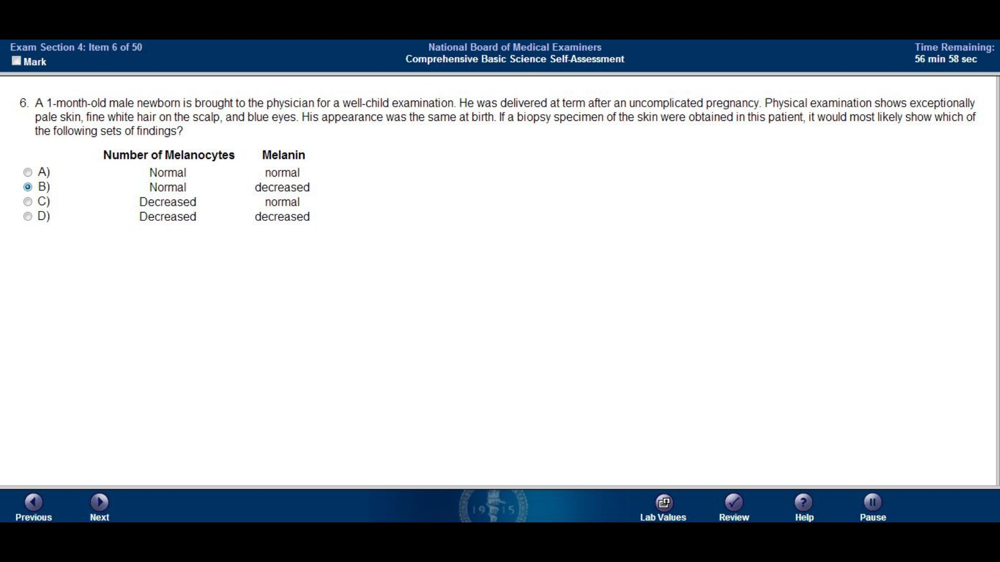 Exam Section 4: Item 6 of 50
Mark
National Board of Medical Examiners
Comprehensive Basic Science Self-Assessment
Time Remaining:
56 min 58 sec
6. A 1-month-old male newborn is brought to the physician for a well-child examination. He was delivered at term after an uncomplicated pregnancy. Physical examination shows exceptionally
pale skin, fine white hair on the scalp, and blue eyes. His appearance was the same at birth. If a biopsy specimen of the skin were obtained in this patient, it would most likely show which of
the following sets of findings?
Number of Melanocytes Melanin
A) Normal normal
B) Normal decreased
C) Decreased normal
D) Decreased decreased
1915
Previous Next Lab Values Review Help Pause